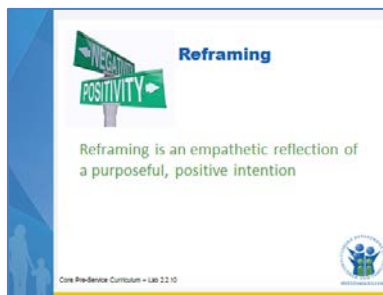 NEGATIVITY
POSITIVITY
Reframing
Reframing is an empathetic reflection of
a purposeful, positive intention
Core Pre-Service Curriculum – Lab 2.2.10